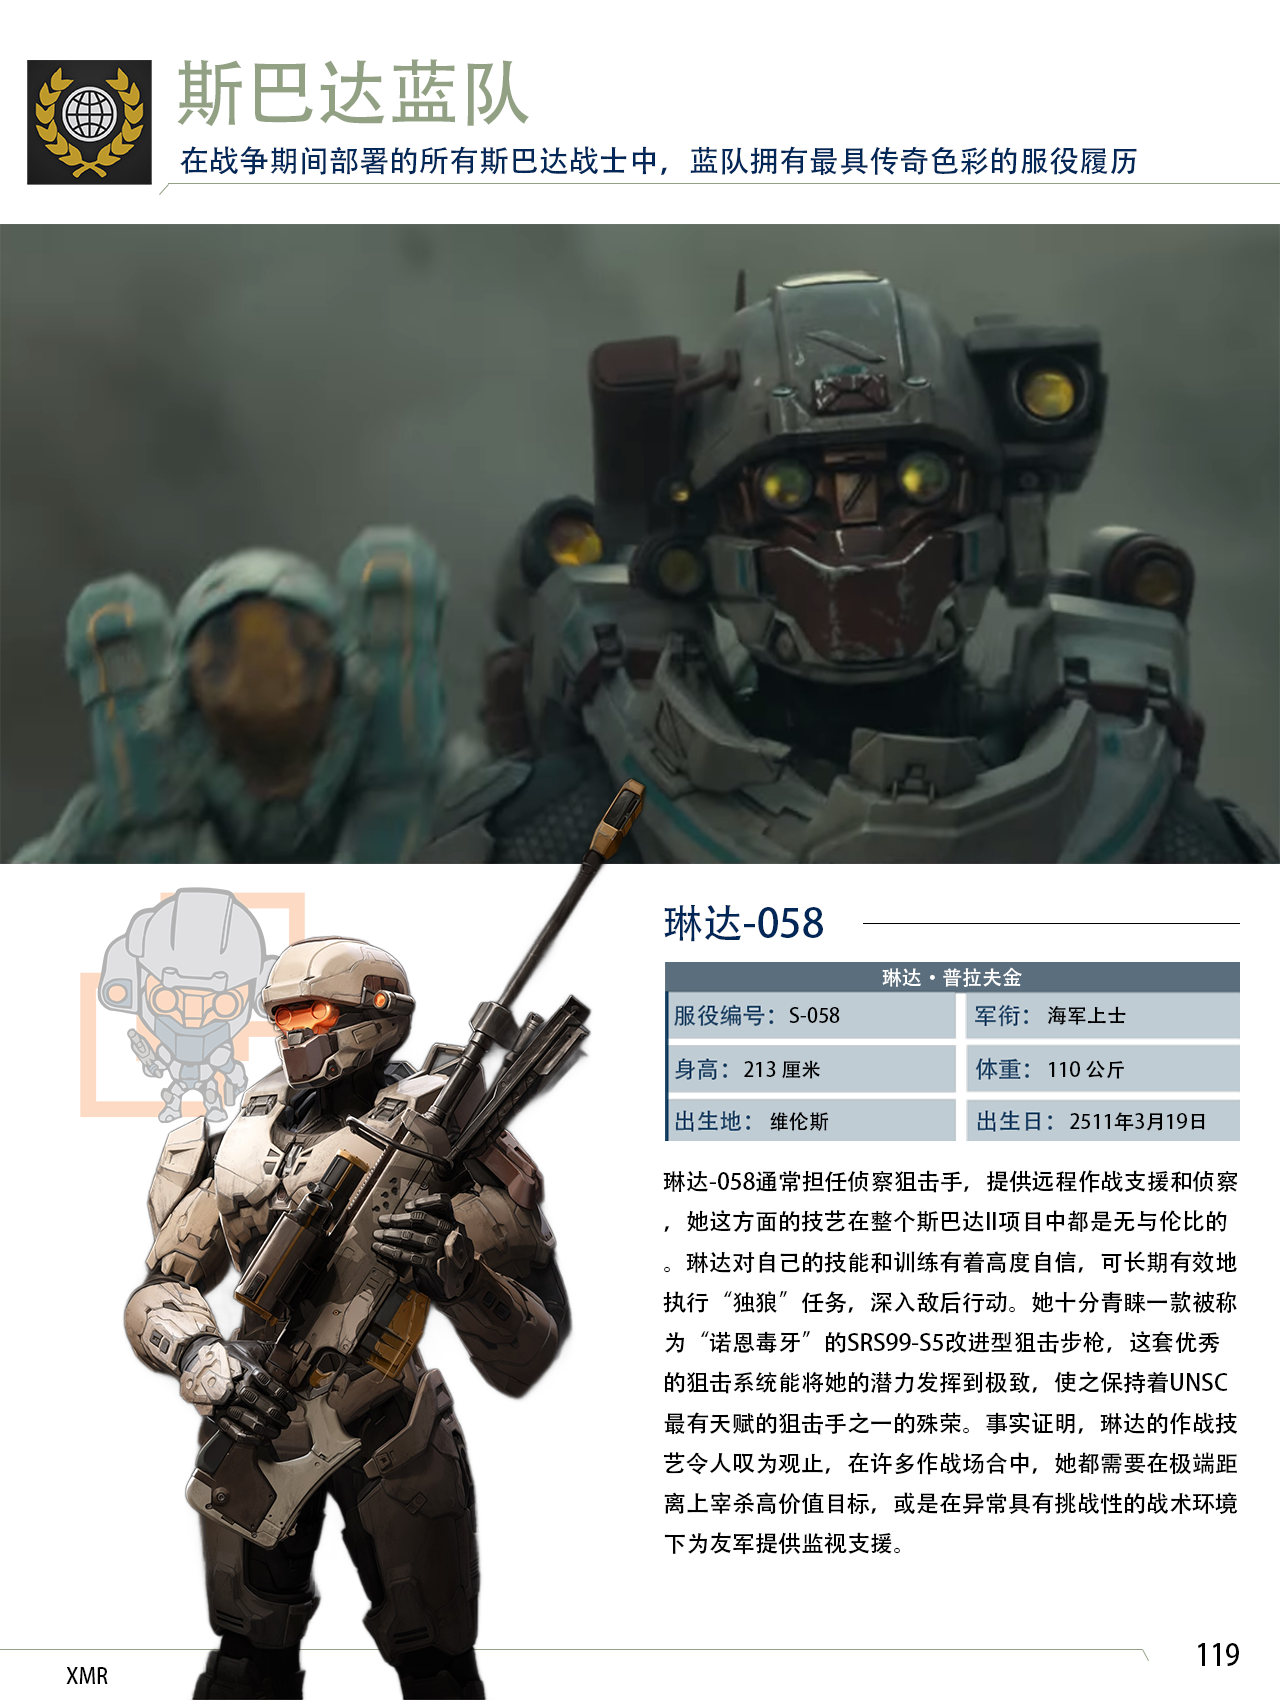 斯巴达蓝队
在战争期间部署的所有斯巴达战士中，蓝队拥有最具传奇色彩的服役履历
琳达-058
琳达·普拉夫金
服役编号：S-058
军衔：海军上士
身高：213 厘米
体重：110 公斤
出生地：维伦斯
出生日：2511年3月19日
琳达-058通常担任侦察狙击手，提供远程作战支援和侦察
，她这方面的技艺在整个斯巴达II项目中都是无与伦比的
。琳达对自己的技能和训练有着高度自信，可长期有效地
执行“独狼”任务，深入敌后行动。她十分青睐一款被称
为“诺恩毒牙”的SRS99-S5改进型狙击步枪，这套优秀
的狙击系统能将她的潜力发挥到极致，使之保持着UNSC
最有天赋的狙击手之一的殊荣。事实证明，琳达的作战技
艺令人叹为观止，在许多作战场合中，她都需要在极端距
离上宰杀高价值目标，或是在异常具有挑战性的战术环境
下为友军提供监视支援。
119
XMR